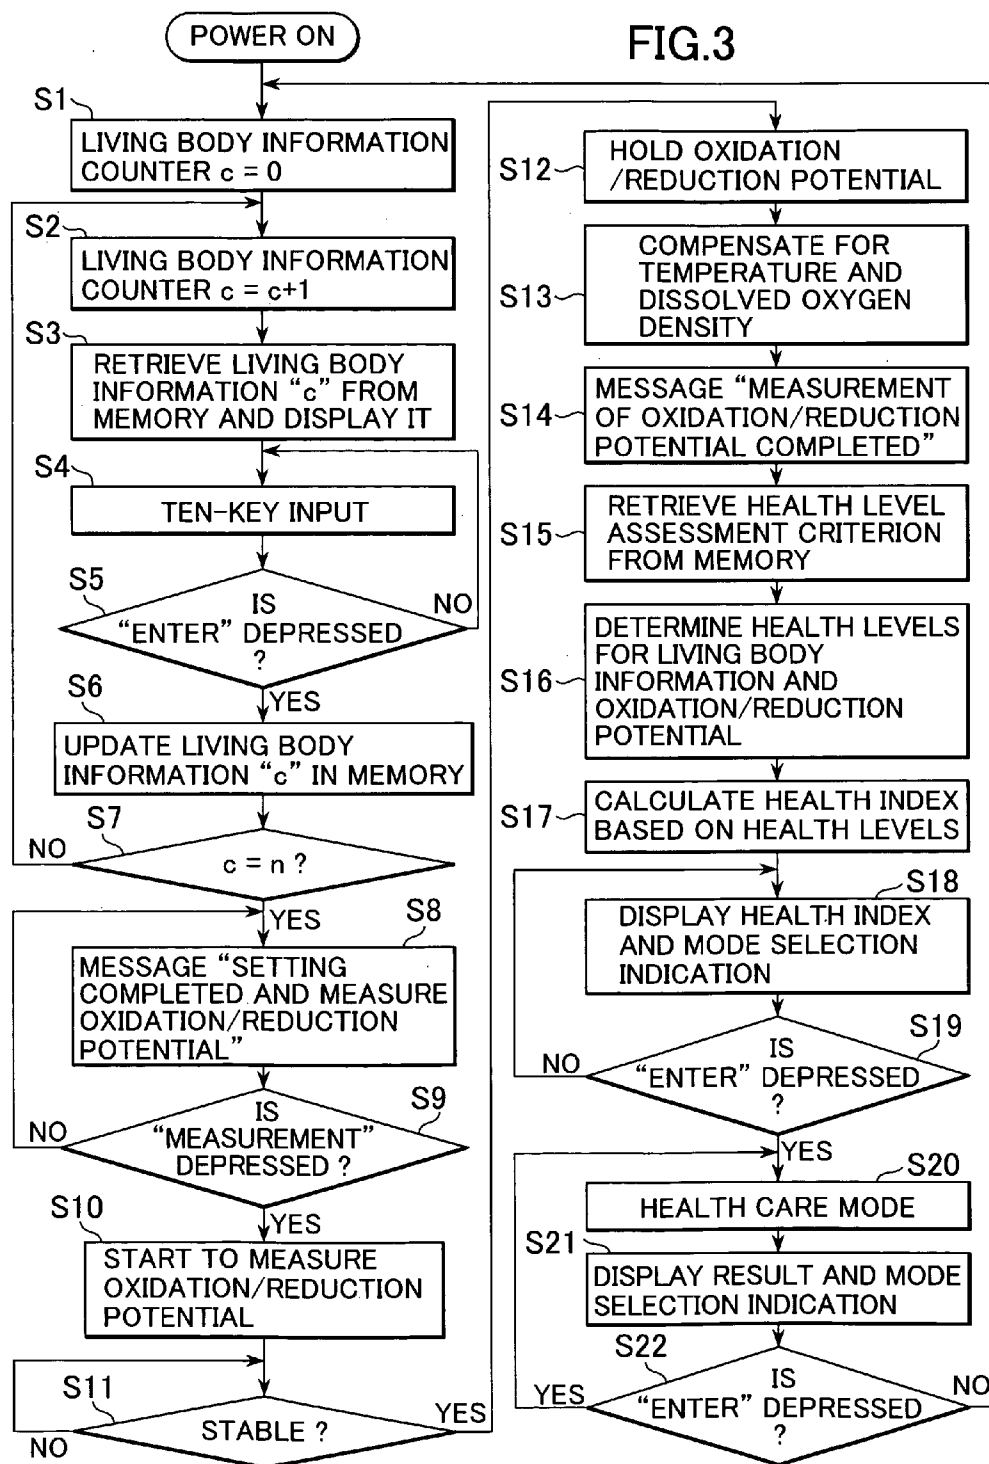 POWER ON
FIG.3
S1
LIVING BODY INFORMATION
COUNTER c = 0
S2
LIVING BODY INFORMATION
COUNTER c = c+1
S3
RETRIEVE LIVING BODY
INFORMATION “c” FROM
MEMORY AND DISPLAY IT
S4
TEN-KEY INPUT
S5
IS
“ENTER” DEPRESSED
?
NO
YES
S6
UPDATE LIVING BODY
INFORMATION “c” IN MEMORY
S7
NO
c = n ?
YES
S8
MESSAGE “SETTING
COMPLETED AND MEASURE
OXIDATION/REDUCTION
POTENTIAL”
S9
NO
IS
“MEASUREMENT”
DEPRESSED ?
YES
S10
START TO MEASURE
OXIDATION/REDUCTION
POTENTIAL
S11
STABLE ?
YES
NO
S12
HOLD OXIDATION
/REDUCTION POTENTIAL
S13
COMPENSATE FOR
TEMPERATURE AND
DISSOLVED OXYGEN
DENSITY
S14
MESSAGE “MEASUREMENT
OF OXIDATION/REDUCTION
POTENTIAL COMPLETED”
S15
RETRIEVE HEALTH LEVEL
ASSESSMENT CRITERION
FROM MEMORY
S16
DETERMINE HEALTH LEVELS
FOR LIVING BODY
INFORMATION AND
OXIDATION/REDUCTION
POTENTIAL
S17
CALCULATE HEALTH INDEX
BASED ON HEALTH LEVELS
S18
DISPLAY HEALTH INDEX
AND MODE SELECTION
INDICATION
S19
NO
IS
“ENTER” DEPRESSED
?
YES
S20
HEALTH CARE MODE
S21
DISPLAY RESULT AND MODE
SELECTION INDICATION
S22
YES
IS
“ENTER” DEPRESSED
?
NO